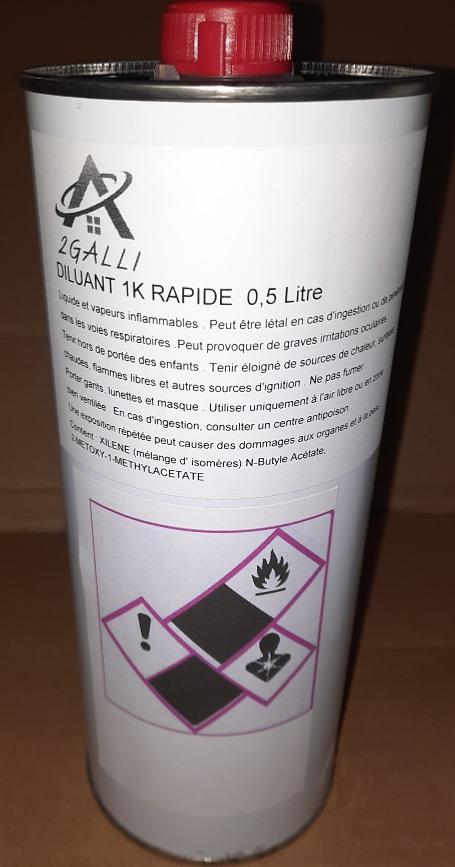 2GALLI
DILUANT 1K RAPIDE 0,5 Litre
Liquide et vapeurs inflammables . Peut être létal en cas d'ingestion ou de
dans les voies respiratoires .Peut provoquer de graves irritations oculaires.
Tenir hors de portée des enfants . Tenir éloigné de sources de chaleur, surfaces
chaudes, flammes libres et autres sources d'ignition . Ne pas fumer.
Porter gants, lunettes et masque . Utiliser uniquement à l'air libre ou en zone
bien ventilée . En cas d'ingestion, consulter un centre antipoison.
Une exposition répétée peut causer des dommages aux organes et à la peau.
Contient : XILENE (mélange d' isomères) N-Butyle Acétate,
2-METOXY-1-METHYLACETATE